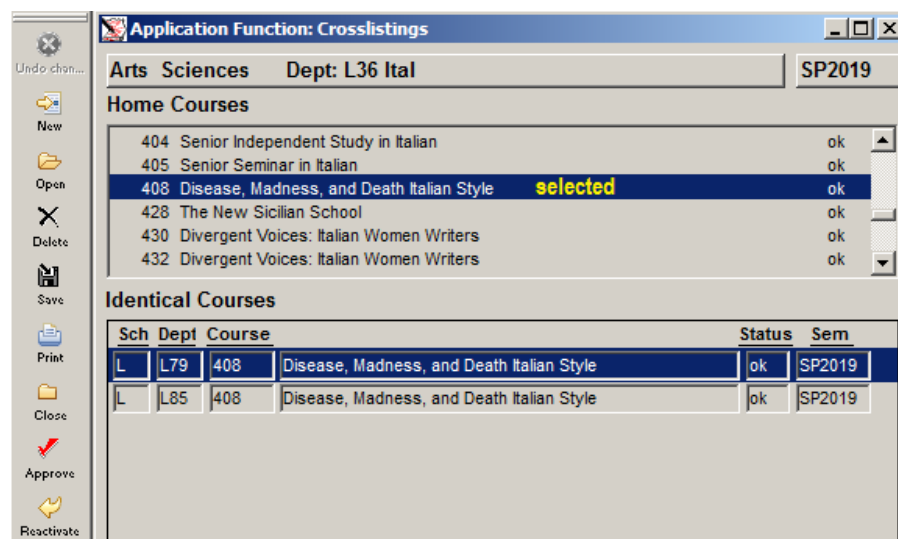 Application Function: Crosslistings
Undo chan...
New
Open
Delete
Save
Print
Close
Approve
Reactivate
Arts Sciences Dept: L36 Ital SP2019
Home Courses
404 Senior Independent Study in Italian ok
405 Senior Seminar in Italian ok
408 Disease, Madness, and Death Italian Style selected ok
428 The New Sicilian School ok
430 Divergent Voices: Italian Women Writers ok
432 Divergent Voices: Italian Women Writers ok
Identical Courses
Sch Dept Course Status Sem
L L79 408 Disease, Madness, and Death Italian Style ok SP2019
L L85 408 Disease, Madness, and Death Italian Style ok SP2019